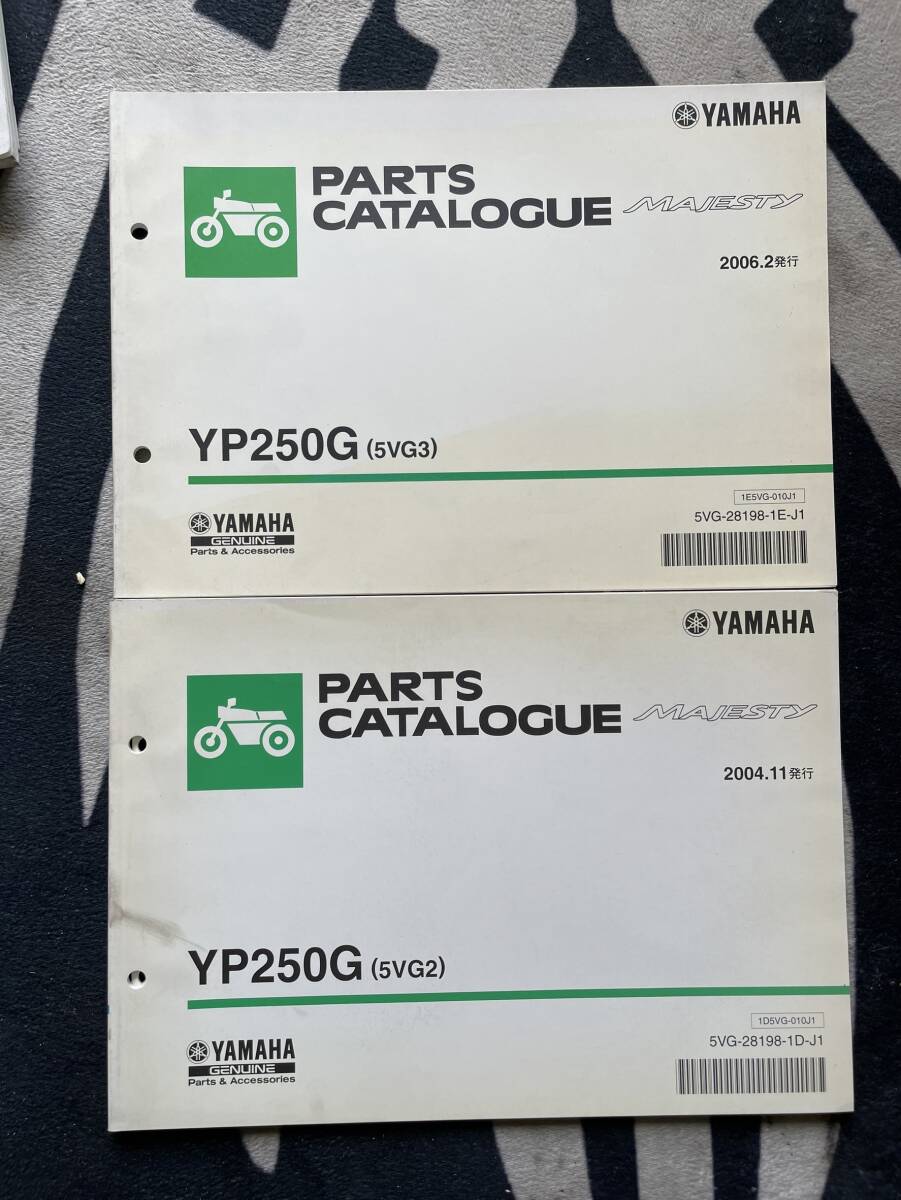 YAMAHA
PARTS
CATALOGUE MAJESTY
2006.2発行
YP250G (5VG3)
1E5VG-010J1
5VG-28198-1E-J1
YAMAHA
GENUINE
Parts & Accessories
YAMAHA
PARTS
CATALOGUE MAJESTY
2004.11発行
YP250G (5VG2)
1D5VG-010J1
5VG-28198-1D-J1
YAMAHA
GENUINE
Parts & Accessories